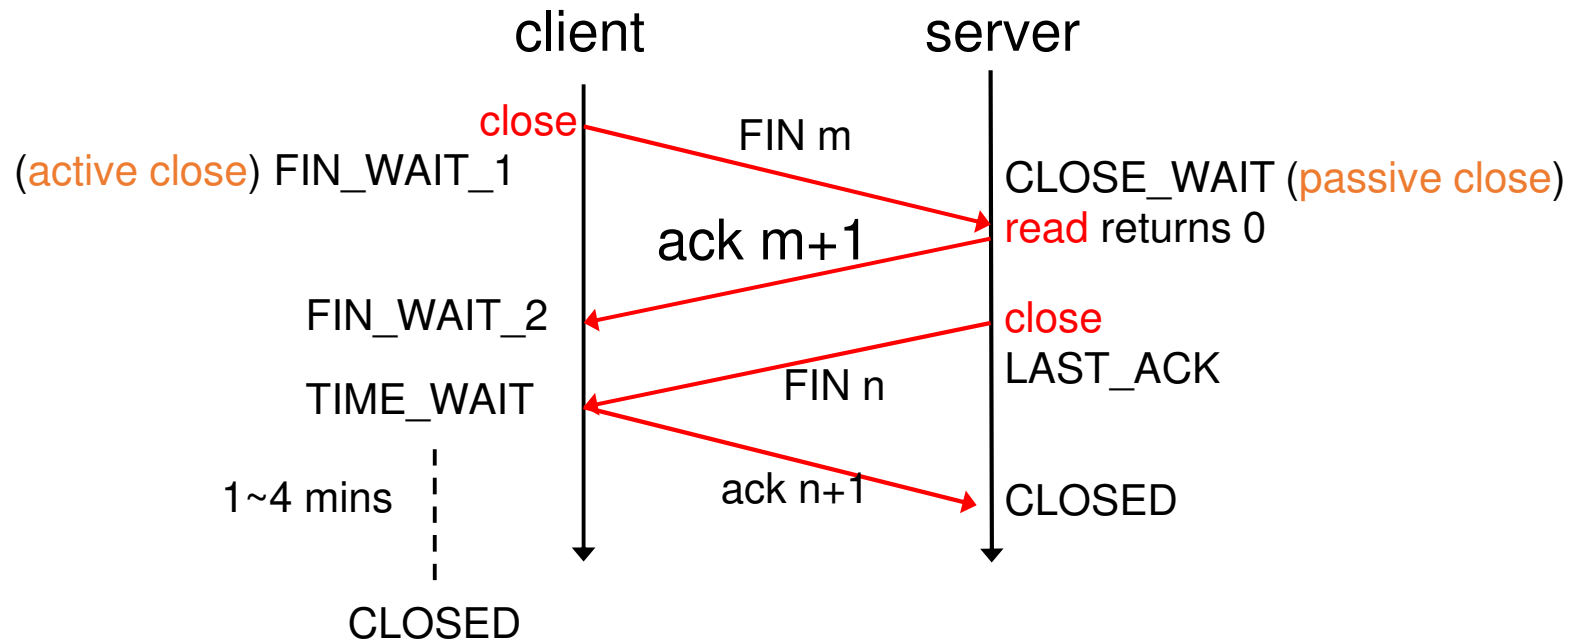 client
server
close
FIN m
(active close) FIN_WAIT_1
CLOSE_WAIT (passive close)
read returns 0
ack m+1
FIN_WAIT_2
close
LAST_ACK
FIN n
TIME_WAIT
1~4 mins
ack n+1
CLOSED
CLOSED